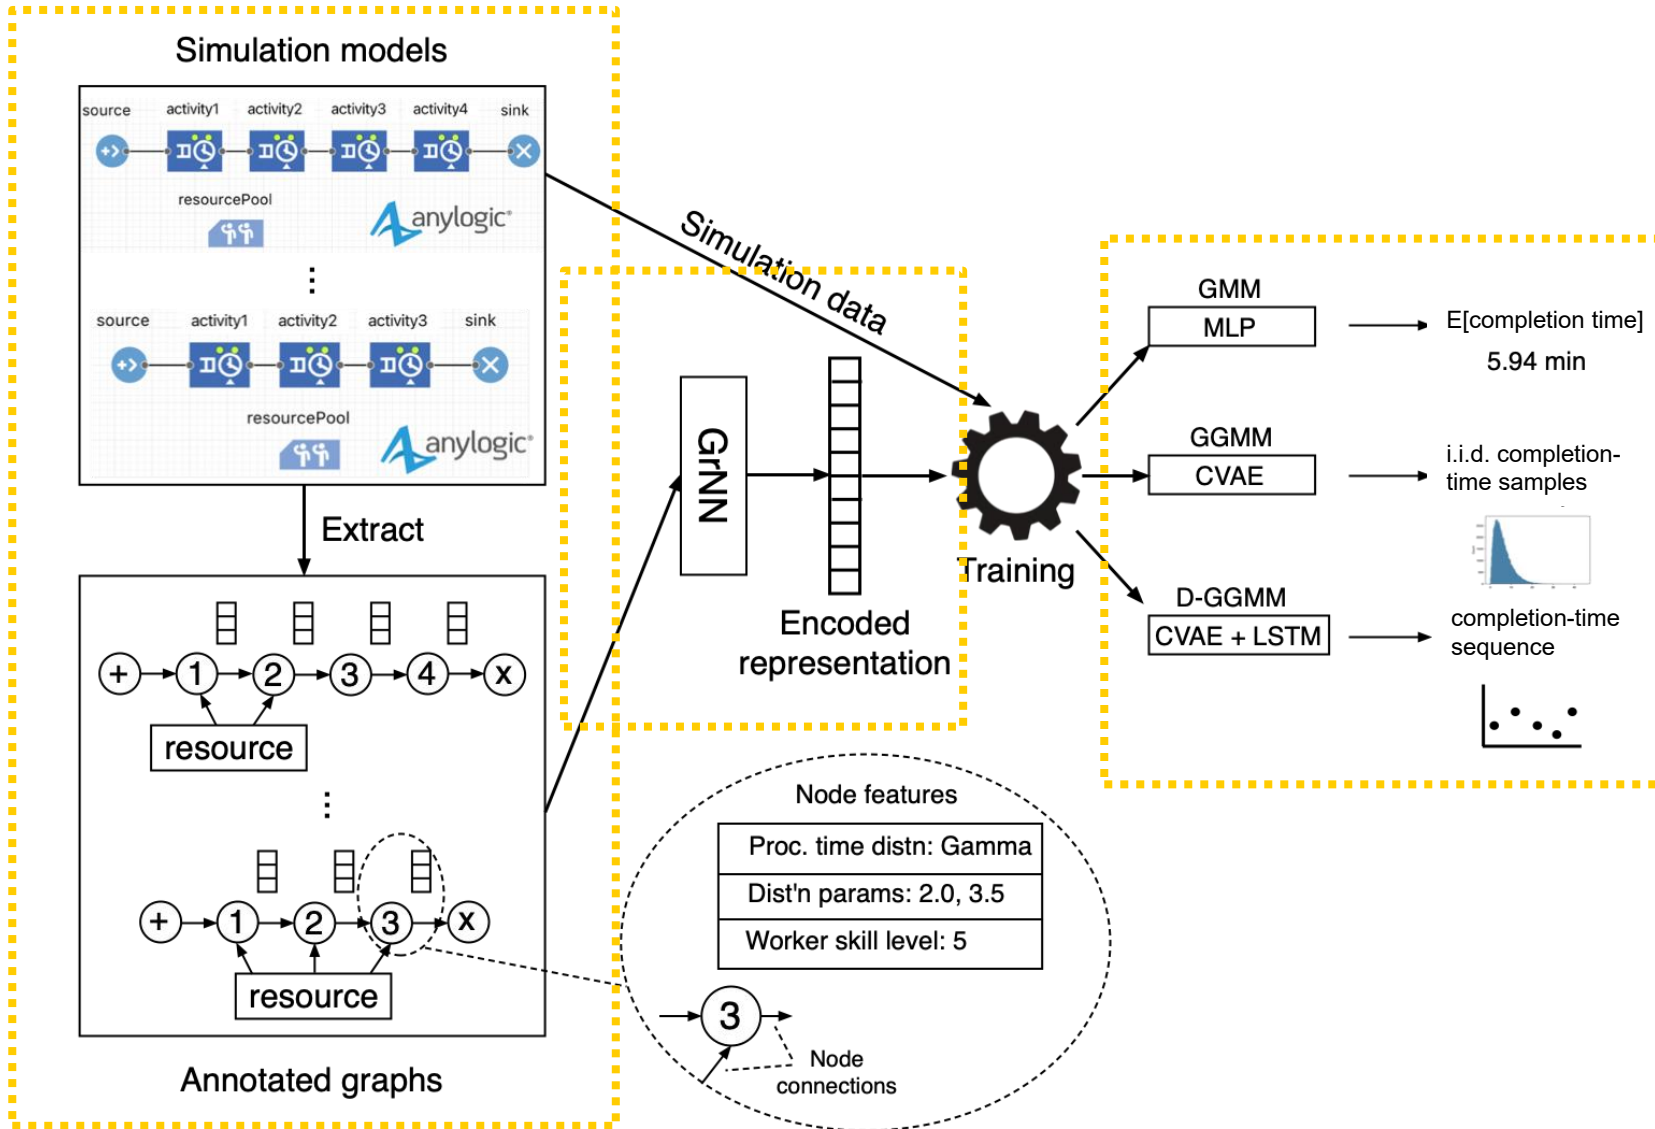 Simulation models
source activity1 activity2 activity3 activity4 sink
resourcePool
anylogic®
source activity1 activity2 activity3 sink
resourcePool
anylogic®
Extract
+ 1 2 3 4 x
resource
+ 1 2 3 x
resource
Annotated graphs
Simulation data
GrNN
Encoded
representation
Training
GMM
MLP
E[completion time]
5.94 min
GGMM
CVAE
i.i.d. completion-
time samples
D-GGMM
CVAE + LSTM
completion-time
sequence
Node features
Proc. time distn: Gamma
Dist'n params: 2.0, 3.5
Worker skill level: 5
3
Node
connections